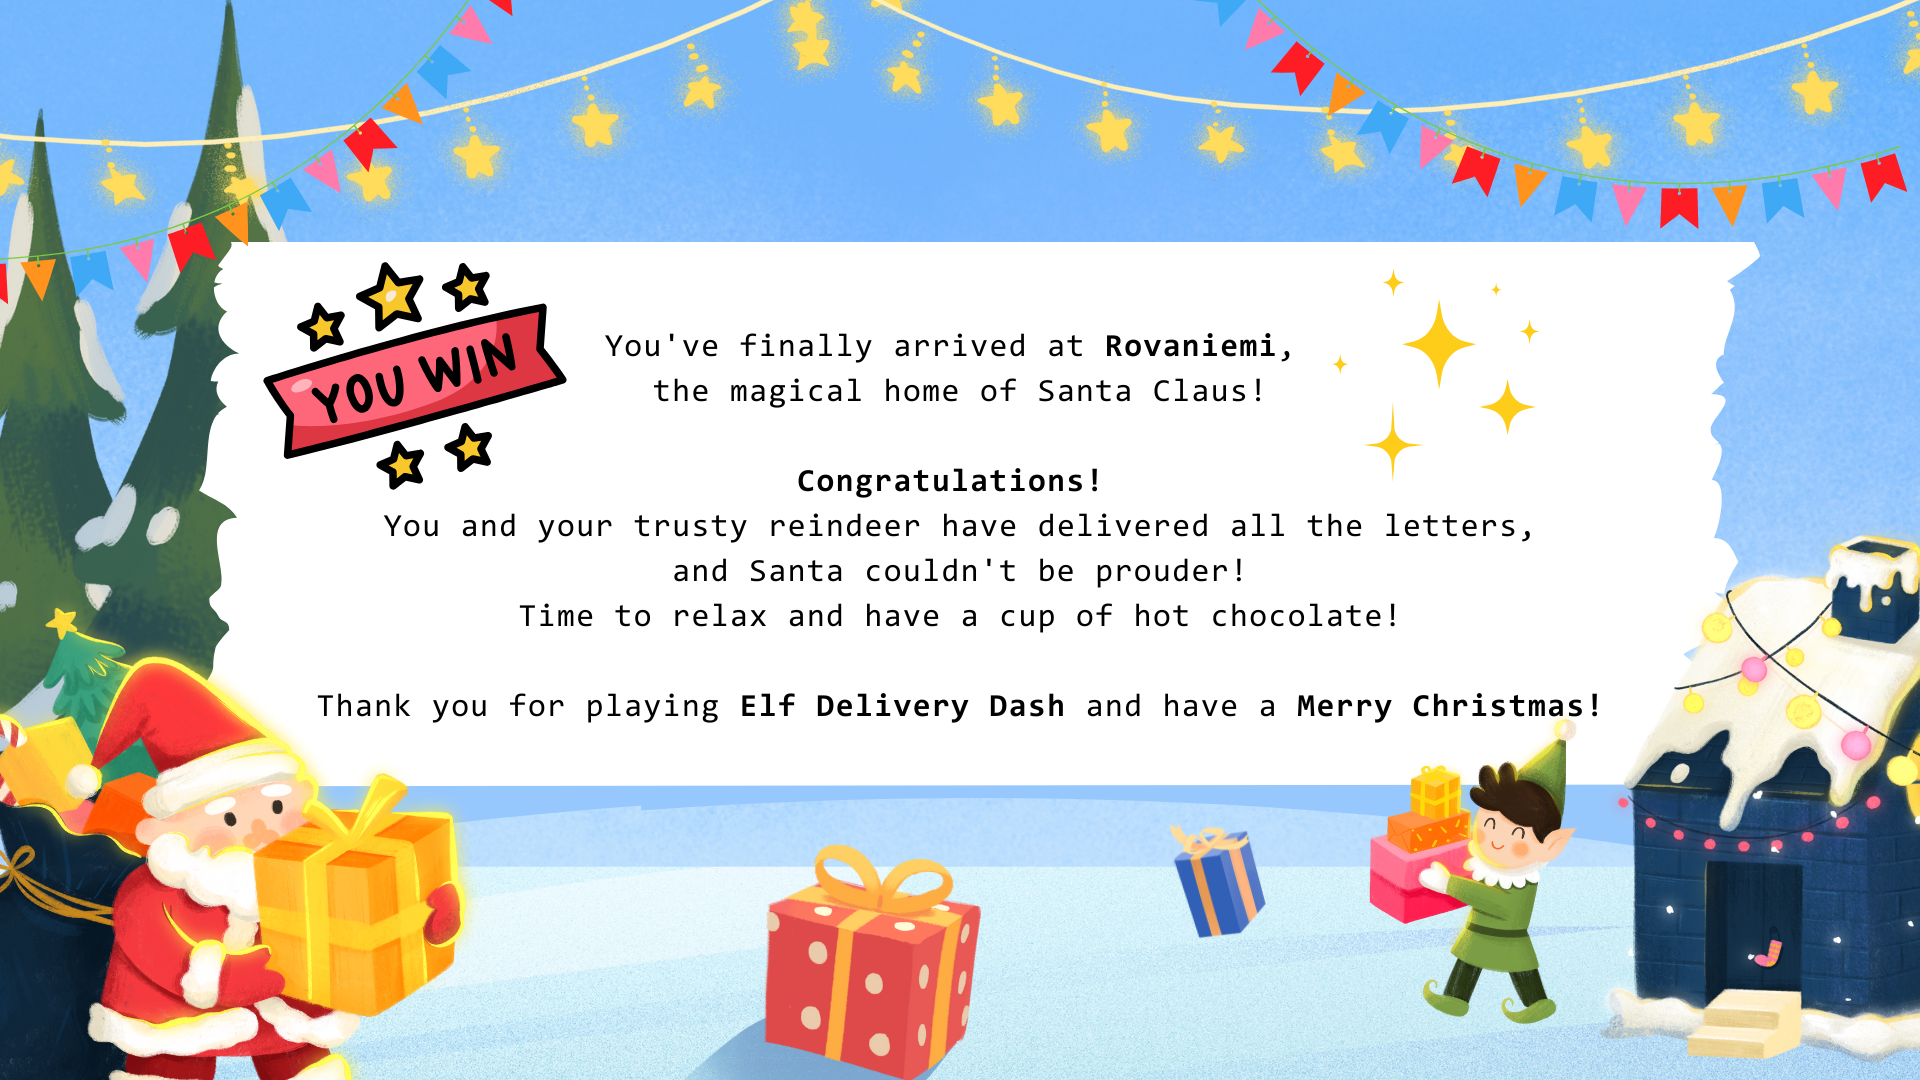 YOU WIN
You've finally arrived at Rovaniemi,
the magical home of Santa Claus!
Congratulations!
You and your trusty reindeer have delivered all the letters,
and Santa couldn't be prouder!
Time to relax and have a cup of hot chocolate!
Thank you for playing Elf Delivery Dash and have a Merry Christmas!